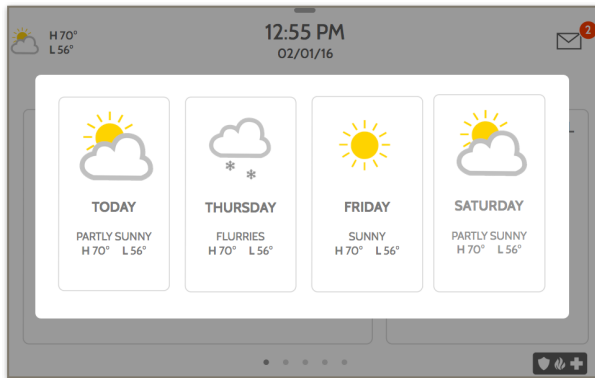 H 70°
L 56°
12:55 PM
02/01/16
2
TODAY
PARTLY SUNNY
H 70° L 56°
THURSDAY
FLURRIES
H 70° L 56°
FRIDAY
SUNNY
H 70° L 56°
SATURDAY
PARTLY SUNNY
H 70° L 56°